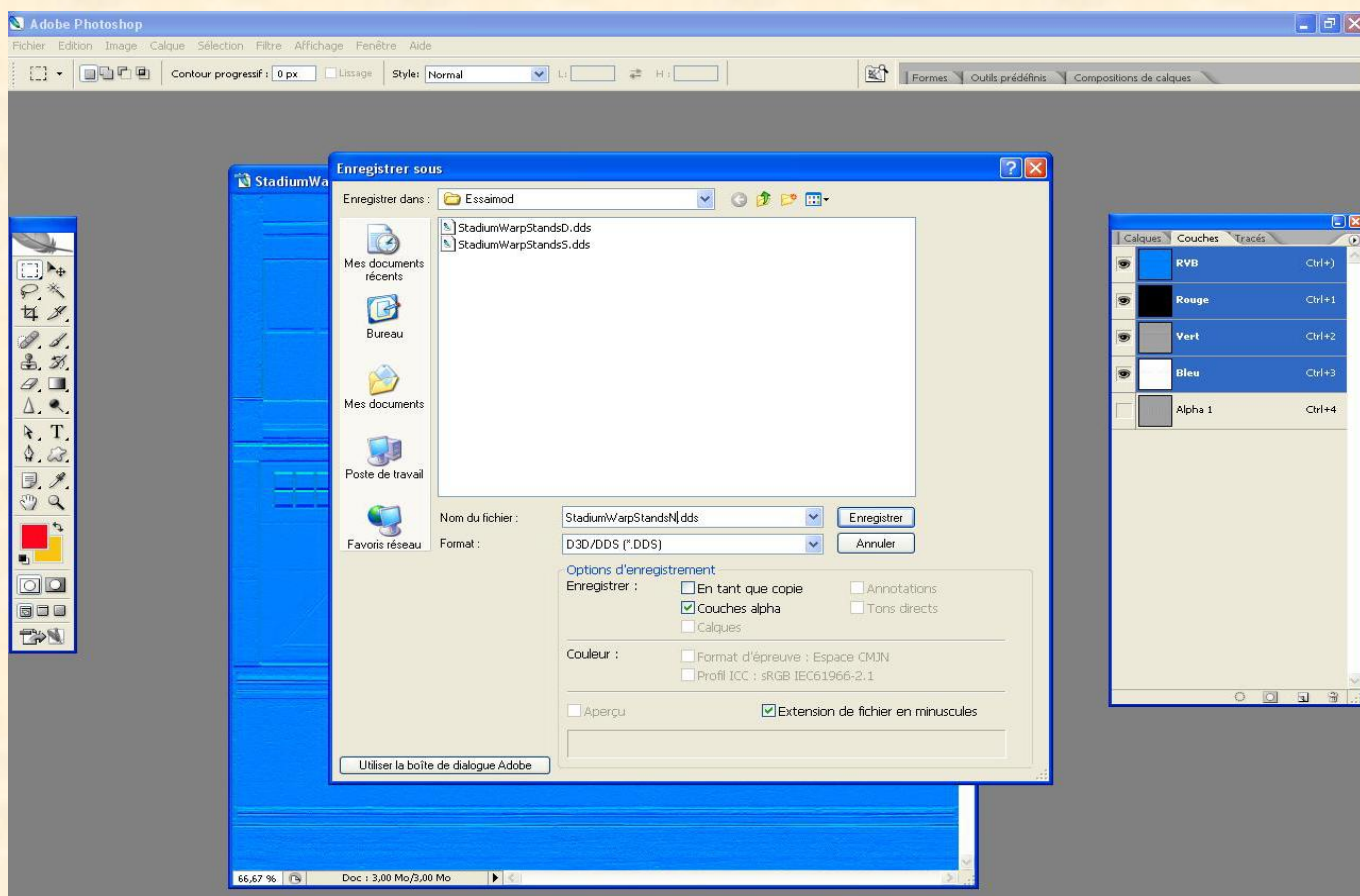 Adobe Photoshop
Fichier Edition Image Calque Sélection Filtre Affichage Fenêtre Aide
Contour progressif : 0 px Lissage Style: Normal L: H : Formes Outils prédéfinis Compositions de calques
StadiumWa
Enregistrer sous
Enregistrer dans : Essaimod
StadiumWarpStandsD.dds
StadiumWarpStandsS.dds
Mes documents
récents
Bureau
Mes documents
Poste de travail
Favoris réseau
Nom du fichier : StadiumWarpStandsN.dds Enregistrer
Format : D3D/DDS (*.DDS) Annuler
Options d'enregistrement
Enregistrer : En tant que copie Annotations
Couches alpha Tons directs
Calques
Couleur : Format d'épreuve : Espace CMJN
Profil ICC : sRGB IEC61966-2.1
Aperçu Extension de fichier en minuscules
Utiliser la boîte de dialogue Adobe
Calques Couches Tracés
RVB Ctrl+)
Rouge Ctrl+1
Vert Ctrl+2
Bleu Ctrl+3
Alpha 1 Ctrl+4
66,67 % Doc : 3,00 Mo/3,00 Mo